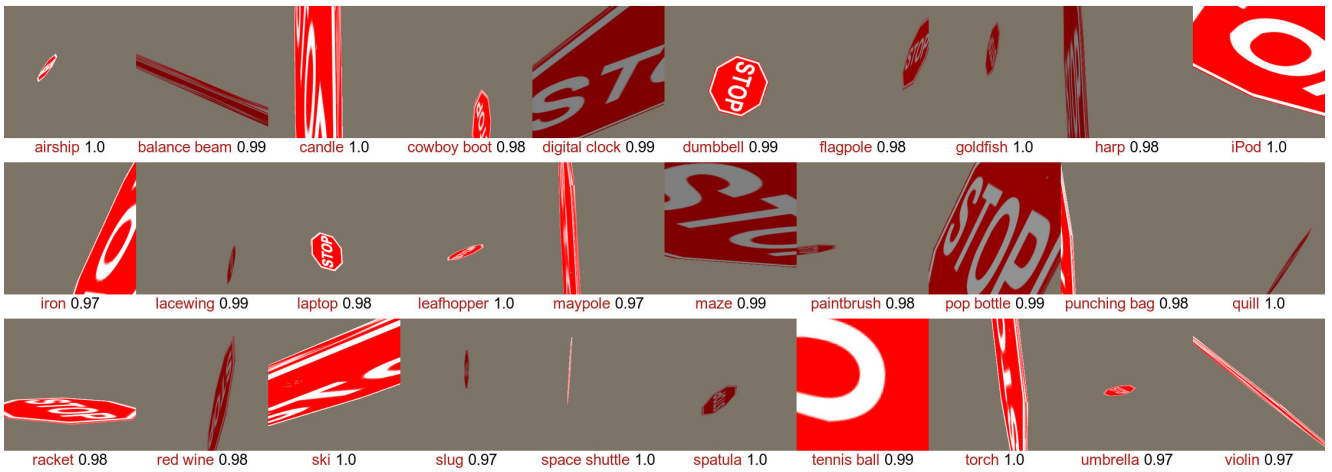 STO
STOP
STOP
O
airship 1.0
balance beam 0.99
candle 1.0
cowboy boot 0.98
digital clock 0.99
dumbbell 0.99
flagpole 0.98
goldfish 1.0
harp 0.98
iPod 1.0
O
STOP
STOP
iron 0.97
lacewing 0.99
laptop 0.98
leafhopper 1.0
maypole 0.97
maze 0.99
paintbrush 0.98
pop bottle 0.99
punching bag 0.98
quill 1.0
STOP
STOP
O
racket 0.98
red wine 0.98
ski 1.0
slug 0.97
space shuttle 1.0
spatula 1.0
tennis ball 0.99
torch 1.0
umbrella 0.97
violin 0.97